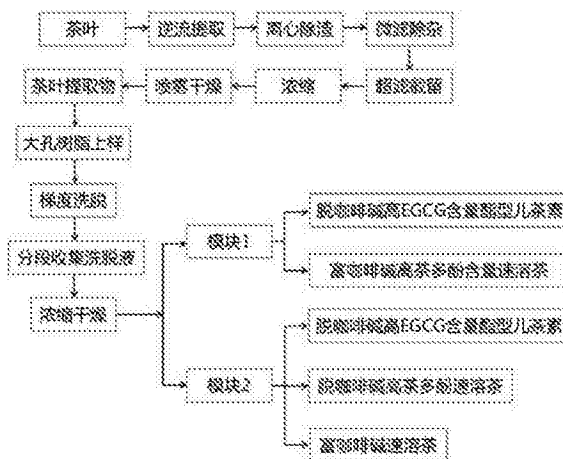 茶叶
逆流提取
离心除渣
微滤除杂
茶叶提取物
喷雾干燥
浓缩
超滤截留
大孔树脂上样
梯度洗脱
分段收集洗脱液
浓缩干燥
模块1
脱咖啡碱高EGCG含量酯型儿茶素
富咖啡碱高茶多酚含量速溶茶
模块2
脱咖啡碱高EGCG含量酯型儿茶素
脱咖啡碱高茶多酚速溶茶
富咖啡碱速溶茶